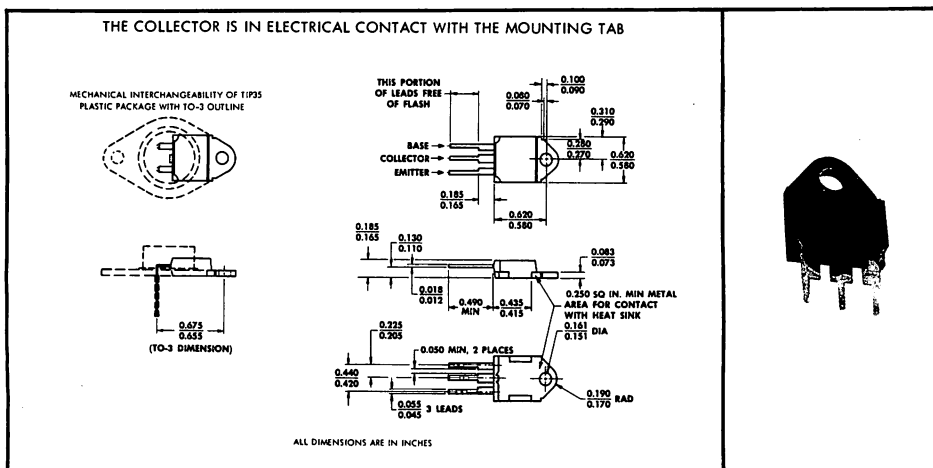 THE COLLECTOR IS IN ELECTRICAL CONTACT WITH THE MOUNTING TAB
MECHANICAL INTERCHANGEABILITY OF TIP35
PLASTIC PACKAGE WITH TO-3 OUTLINE
THIS PORTION
OF LEADS FREE
OF FLASH
0.100
0.090
0.080
0.070
0.310
0.290
BASE
COLLECTOR
EMITTER
0.280
0.270
0.620
0.580
0.185
0.165
0.620
0.580
0.185
0.165
0.130
0.110
0.083
0.073
0.018
0.012
0.490
MIN
0.435
0.415
0.250 SQ IN. MIN METAL
AREA FOR CONTACT
WITH HEAT SINK
0.675
0.655
(TO-3 DIMENSION)
0.225
0.205
0.050 MIN, 2 PLACES
0.161
0.151 DIA
0.440
0.420
0.055
0.045 3 LEADS
0.190
0.170 RAD
ALL DIMENSIONS ARE IN INCHES